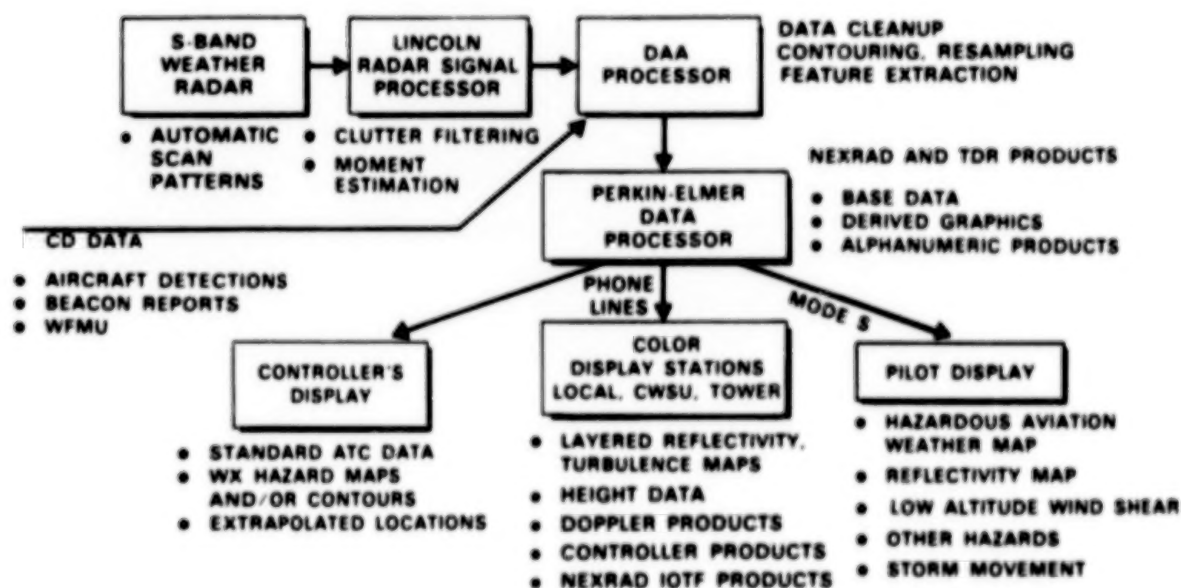 S-BAND
WEATHER
RADAR
LINCOLN
RADAR SIGNAL
PROCESSOR
DAA
PROCESSOR
DATA CLEANUP
CONTOURING, RESAMPLING
FEATURE EXTRACTION
• AUTOMATIC
SCAN
PATTERNS
• CLUTTER FILTERING
• MOMENT
ESTIMATION
NEXRAD AND TDR PRODUCTS
• BASE DATA
• DERIVED GRAPHICS
• ALPHANUMERIC PRODUCTS
PERKIN-ELMER
DATA
PROCESSOR
CD DATA
• AIRCRAFT DETECTIONS
• BEACON REPORTS
• WFMU
PHONE
LINES
MODE S
CONTROLLER'S
DISPLAY
COLOR
DISPLAY STATIONS
LOCAL, CWSU, TOWER
PILOT DISPLAY
• STANDARD ATC DATA
• WX HAZARD MAPS
AND/OR CONTOURS
• EXTRAPOLATED LOCATIONS
• LAYERED REFLECTIVITY,
TURBULENCE MAPS
• HEIGHT DATA
• DOPPLER PRODUCTS
• CONTROLLER PRODUCTS
• NEXRAD IOTF PRODUCTS
• HAZARDOUS AVIATION
WEATHER MAP
• REFLECTIVITY MAP
• LOW ALTITUDE WIND SHEAR
• OTHER HAZARDS
• STORM MOVEMENT